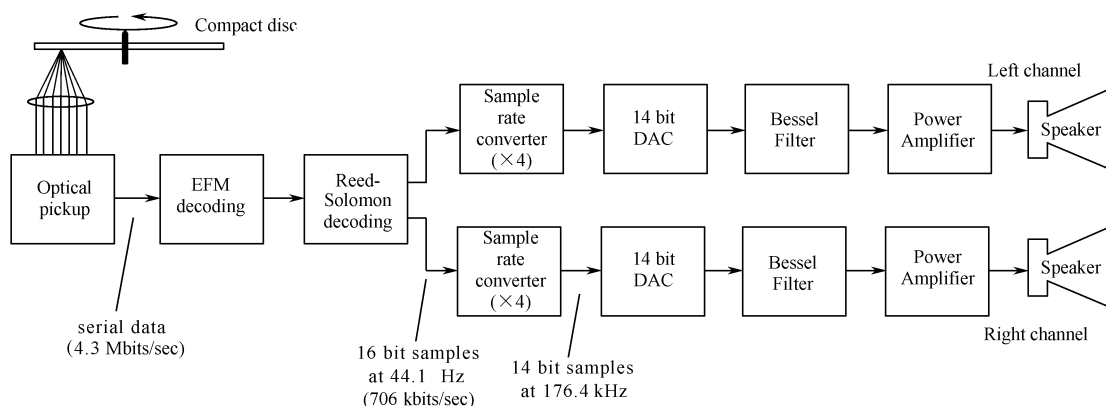 Compact disc
Left channel
Optical
pickup
EFM
decoding
Reed-
Solomon
decoding
Sample
rate
converter
(×4)
14 bit
DAC
Bessel
Filter
Power
Amplifier
Speaker
Sample
rate
converter
(×4)
14 bit
DAC
Bessel
Filter
Power
Amplifier
Speaker
Right channel
serial data
(4.3 Mbits/sec)
16 bit samples
at 44.1 Hz
(706 kbits/sec)
14 bit samples
at 176.4 kHz